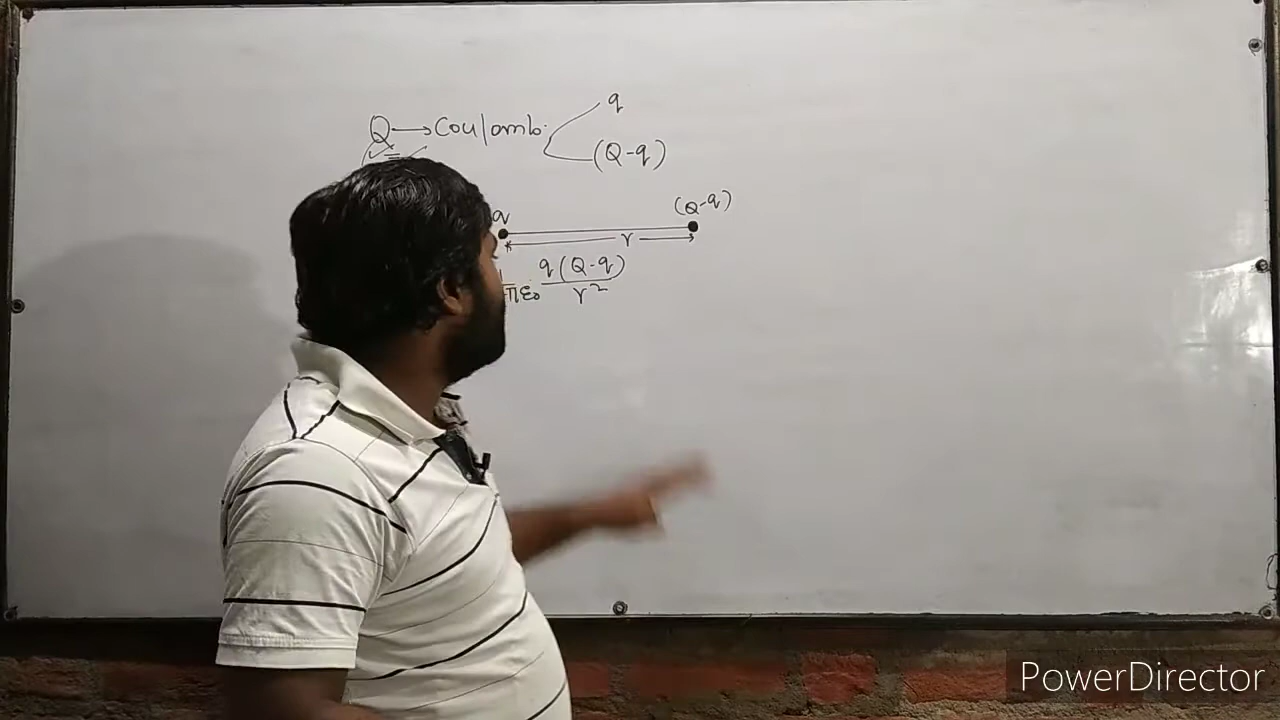 Q → Coulomb. q
(Q-q)
q (Q-q)
r
πε₀ q(Q-q)/r²
PowerDirector